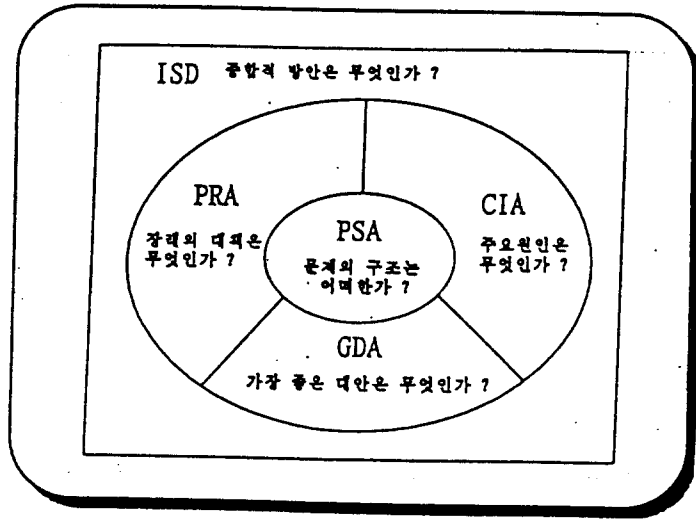 ISD 종합적 방안은 무엇인가 ?
PRA
장래의 대책은
무엇인가 ?
PSA
문제의 구조는
어떠한가 ?
CIA
주요원인은
무엇인가 ?
GDA
가장 좋은 대안은 무엇인가 ?